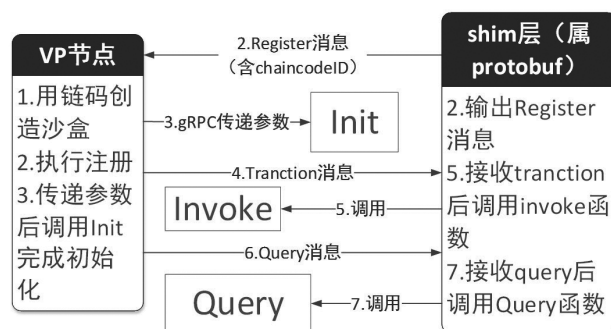 VP节点
1.用链码创
造沙盒
2.执行注册
3.传递参数
后调用Init
完成初始
化
2.Register消息
（含chaincodeID）
3.gRPC传递参数
Init
4.Tranction消息
Invoke
5.调用
6.Query消息
Query
7.调用
shim层（属
protobuf）
2.输出Register
消息
5.接收tranction
后调用invoke函
数
7.接收query后
调用Query函数